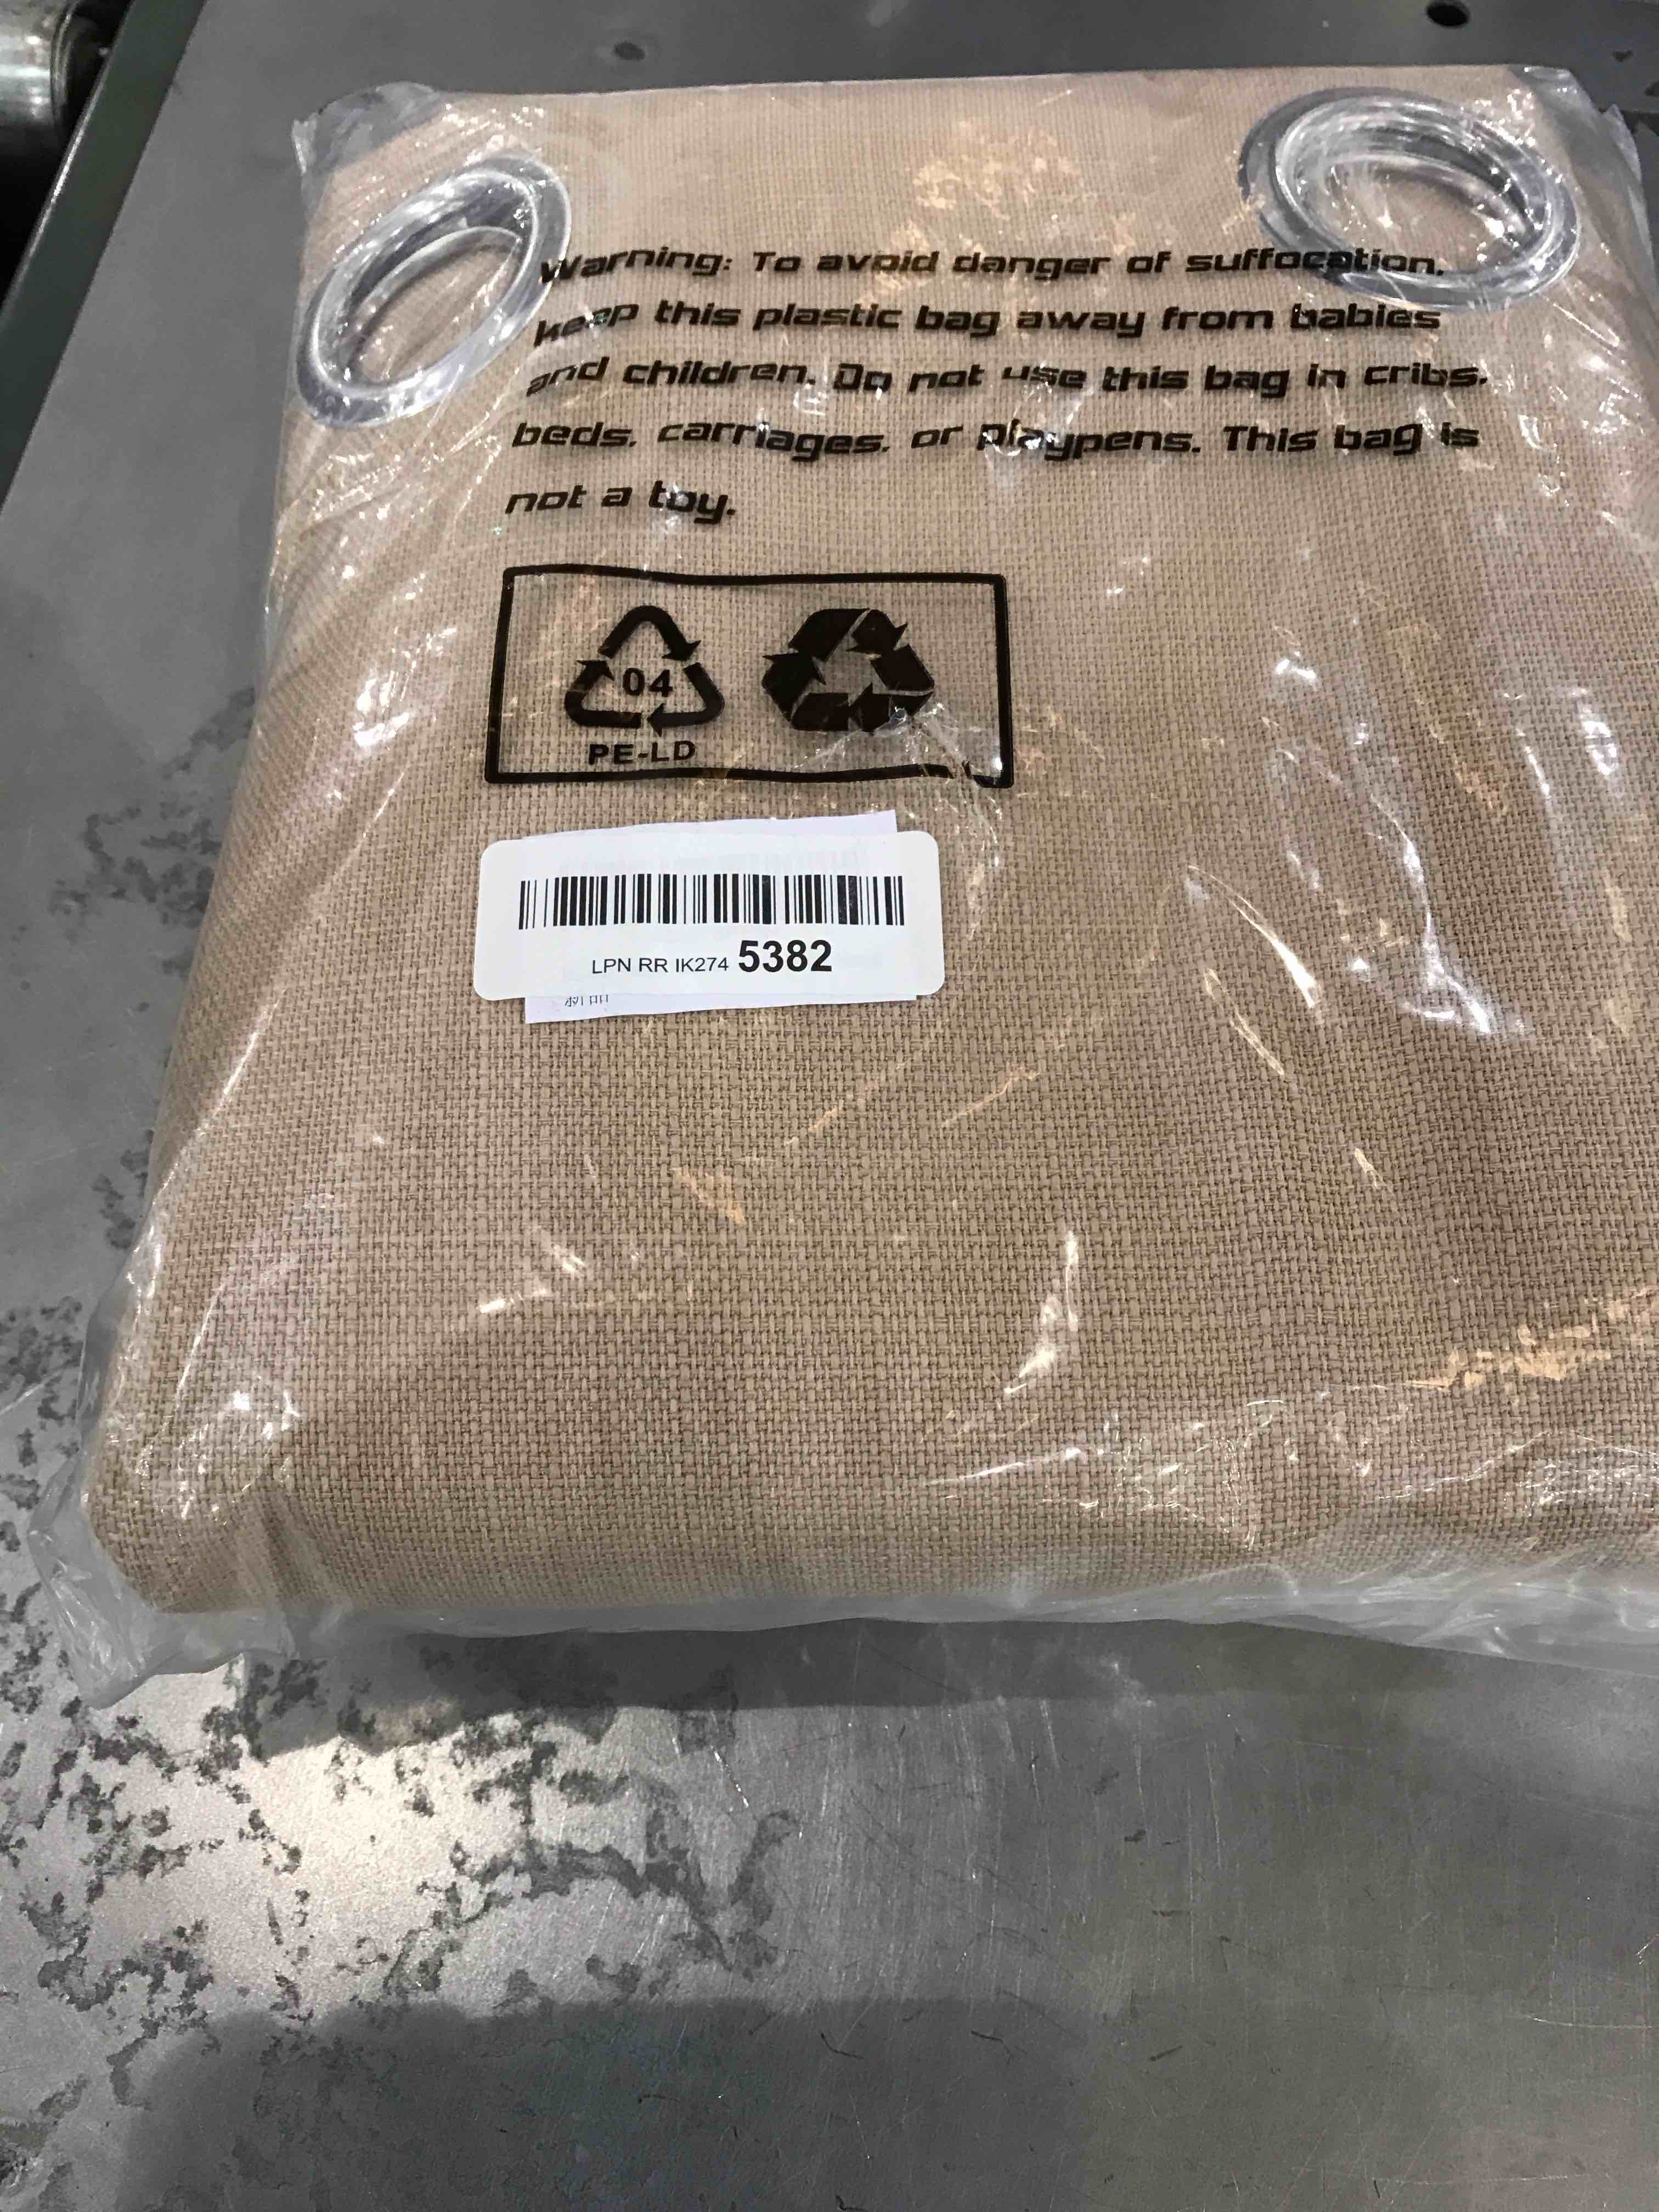 Warning: To avoid danger of suffocation,
keep this plastic bag away from babies
and children. Do not use this bag in cribs,
beds, carriages, or playpens. This bag is
not a toy.
04
PE-LD
LPN RR IK274 5382